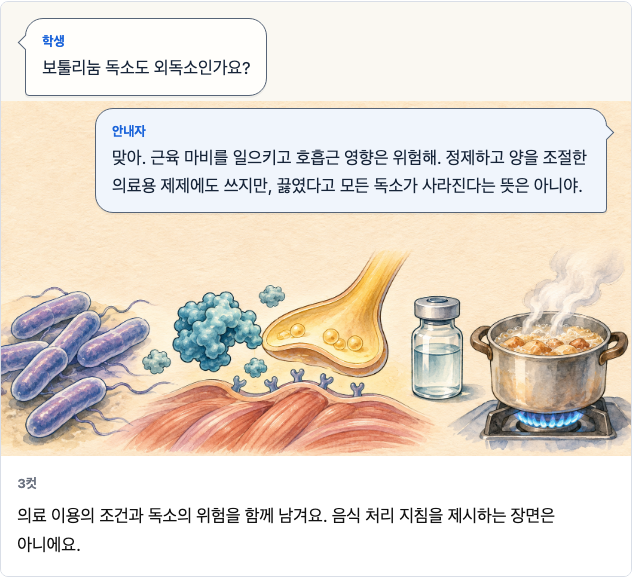 학생
보툴리눔 독소도 외독소인가요?
안내자
맞아. 근육 마비를 일으키고 호흡근 영향은 위험해. 정제하고 양을 조절한
의료용 제제에도 쓰지만, 끓였다고 모든 독소가 사라진다는 뜻은 아니야.
3컷
의료 이용의 조건과 독소의 위험을 함께 남겨요. 음식 처리 지침을 제시하는 장면은
아니에요.